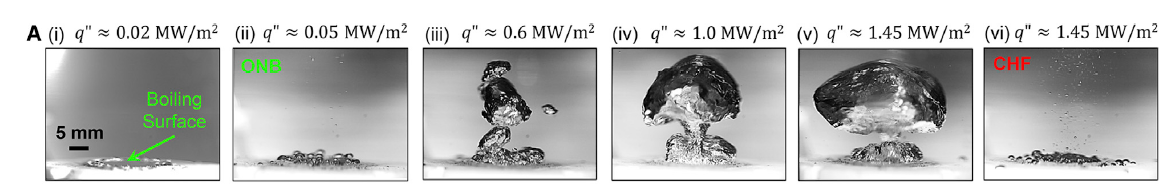 A (i) q" ≈ 0.02 MW/m² (ii) q" ≈ 0.05 MW/m² (iii) q" ≈ 0.6 MW/m² (iv) q" ≈ 1.0 MW/m² (v) q" ≈ 1.45 MW/m² (vi) q" ≈ 1.45 MW/m²
ONB
CHF
Boiling
Surface
5 mm